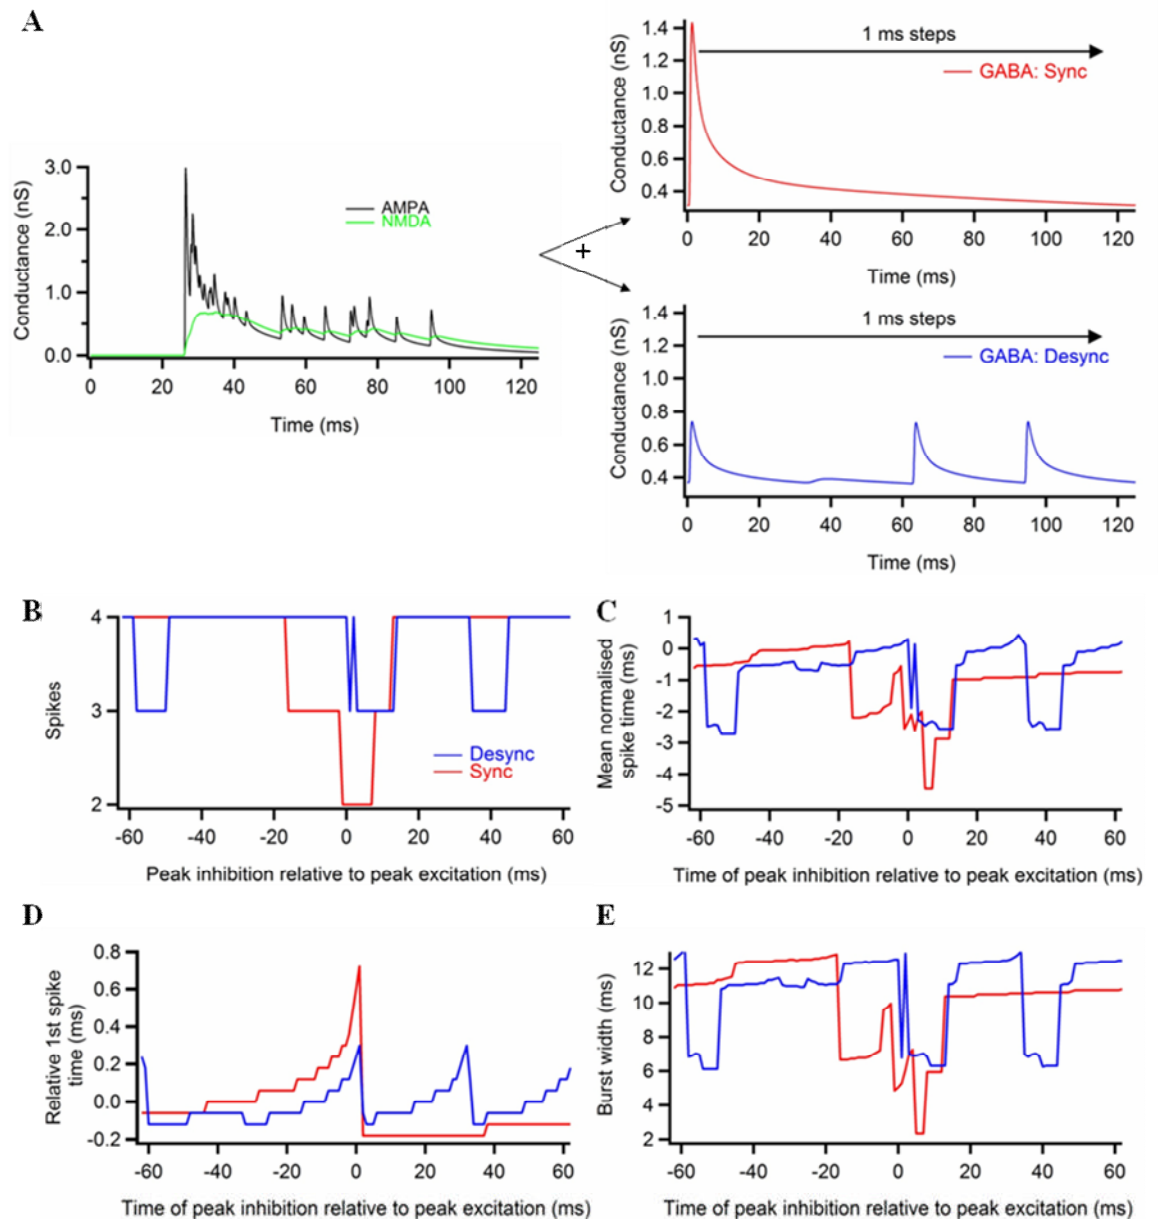 A
Conductance (nS)
3.0
2.0
1.0
0.0
AMPA
NMDA
0 20 40 60 80 100 120
Time (ms)
+
Conductance (nS)
1.4
1.2
1.0
0.8
0.6
0.4
1 ms steps
GABA: Sync
0 20 40 60 80 100 120
Time (ms)
Conductance (nS)
1.4
1.2
1.0
0.8
0.6
0.4
1 ms steps
GABA: Desync
0 20 40 60 80 100 120
Time (ms)
B
Spikes
4
3
2
Desync
Sync
-60 -40 -20 0 20 40 60
Peak inhibition relative to peak excitation (ms)
C
Mean normalised
spike time (ms)
1
0
-1
-2
-3
-4
-5
-60 -40 -20 0 20 40 60
Time of peak inhibition relative to peak excitation (ms)
D
Relative 1st spike
time (ms)
0.8
0.6
0.4
0.2
0.0
-0.2
-60 -40 -20 0 20 40 60
Time of peak inhibition relative to peak excitation (ms)
E
Burst width (ms)
12
10
8
6
4
2
-60 -40 -20 0 20 40 60
Time of peak inhibition relative to peak excitation (ms)